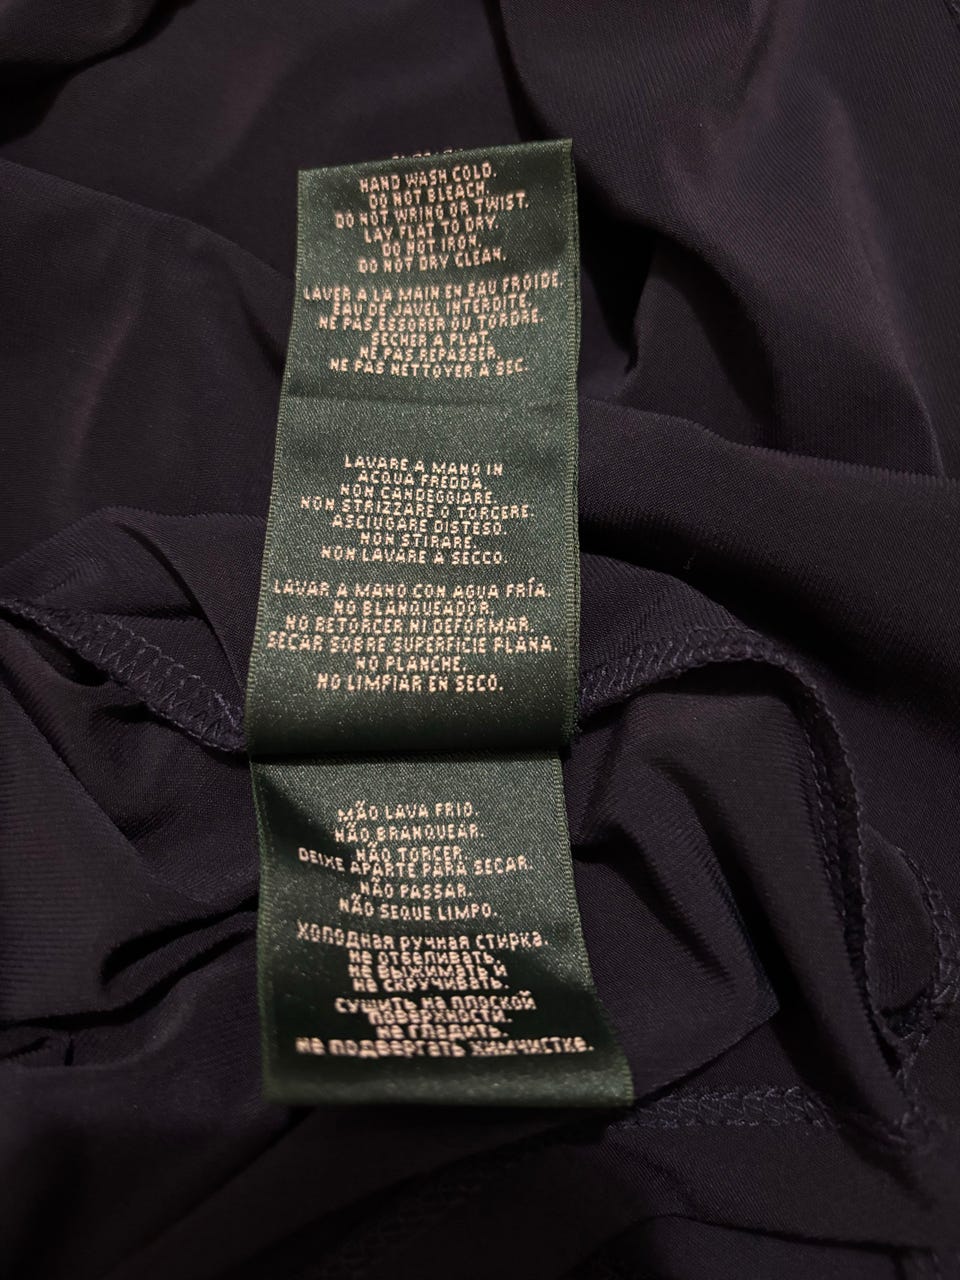 HAND WASH COLD.
DO NOT BLEACH.
DO NOT WRING OR TWIST.
LAY FLAT TO DRY.
DO NOT IRON.
DO NOT DRY CLEAN.
LAVER A LA MAIN EN EAU FROIDE.
EAU DE JAVEL INTERDITE.
NE PAS ESSORER OU TORDRE.
SECHER A PLAT.
NE PAS REPASSER.
NE PAS NETTOYER A SEC.
LAVARE A MANO IN
ACQUA FREDDA.
NON CANDEGGIARE.
NON STRIZZARE O TORCERE.
ASCIUGARE DISTESO.
NON STIRARE.
NON LAVARE A SECCO.
LAVAR A MANO CON AGUA FRÍA.
NO BLANQUEADOR.
NO RETORCER NI DEFORMAR.
SECAR SOBRE SUPERFICIE PLANA.
NO PLANCHE.
NO LIMPIAR EN SECO.
MÃO LAVA FRIO.
NÃO BRANQUEAR.
NÃO TORCER.
DEIXE APARTE PARA SECAR.
NÃO PASSAR.
NÃO SEQUE LIMPO.
ХОЛОДНАЯ РУЧНАЯ СТИРКА.
НЕ ОТБЕЛИВАТЬ.
НЕ ВЫЖИМАТЬ И
НЕ СКРУЧИВАТЬ.
СУШИТЬ НА ПЛОСКОЙ
ПОВЕРХНОСТИ.
НЕ ГЛАДИТЬ.
НЕ ПОДВЕРГАТЬ ХИМЧИСТКЕ.